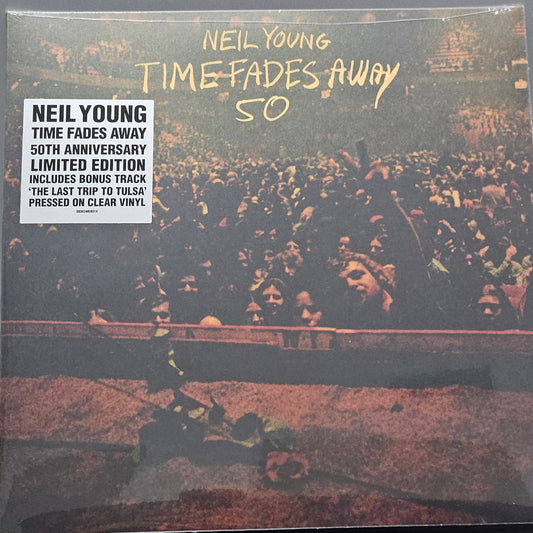 NEIL YOUNG
TIME FADES AWAY
50
NEIL YOUNG
TIME FADES AWAY
50TH ANNIVERSARY
LIMITED EDITION
INCLUDES BONUS TRACK
'THE LAST TRIP TO TULSA'
PRESSED ON CLEAR VINYL